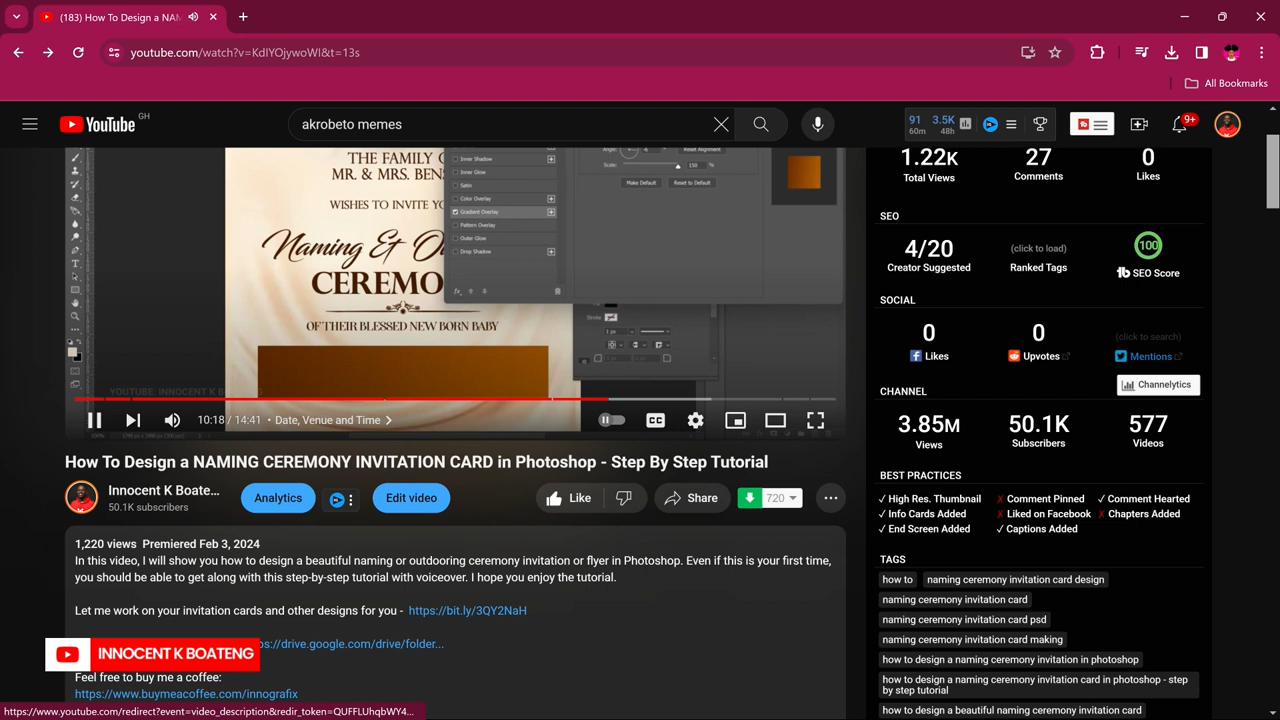 (183) How To Design a NAM
youtube.com/watch?v=KdIYOjywoWI&t=13s
All Bookmarks
YouTube GH
akrobeto memes
91 60m 3.5K 48h
9+
THE FAMILY
MR. & MRS.
WISHES TO INVITE
Naming &
OF THEIR BLESSED NEW BORN BABY
Inner Shadow
Inner Glow
Satin
Color Overlay
Gradient Overlay
Pattern Overlay
Outer Glow
Drop Shadow
Angle:
Reset Alignment
Scale: 150 %
Make Default Reset to Default
Stroke
1 px
YOUTUBE: INNOCENT K BOATENG
10:18 / 14:41 • Date, Venue and Time
CC
How To Design a NAMING CEREMONY INVITATION CARD in Photoshop - Step By Step Tutorial
Innocent K Boate...
50.1K subscribers
Analytics
Edit video
Like
Share
720
1,220 views Premiered Feb 3, 2024
In this video, I will show you how to design a beautiful naming or outdooring ceremony invitation or flyer in Photoshop. Even if this is your first time,
you should be able to get along with this step-by-step tutorial with voiceover. I hope you enjoy the tutorial.
Let me work on your invitation cards and other designs for you - https://bit.ly/3QY2NaH
ps://drive.google.com/drive/folder...
INNOCENT K BOATENG
Feel free to buy me a coffee:
https://www.buymeacoffee.com/innografix
https://www.youtube.com/redirect?event=video_description&redir_token=QUFFLUhqbWY4...
1.22K 27 0
Total Views Comments Likes
SEO
4/20 (click to load) 100
Creator Suggested Ranked Tags tb SEO Score
SOCIAL
0 0 (click to search)
Likes Upvotes Mentions
CHANNEL
Channelytics
3.85M 50.1K 577
Views Subscribers Videos
BEST PRACTICES
✓ High Res. Thumbnail ✗ Comment Pinned ✓ Comment Hearted
✓ Info Cards Added ✗ Liked on Facebook ✗ Chapters Added
✓ End Screen Added ✓ Captions Added
TAGS
how to naming ceremony invitation card design
naming ceremony invitation card
naming ceremony invitation card psd
naming ceremony invitation card making
how to design a naming ceremony invitation in photoshop
how to design a naming ceremony invitation card in photoshop - step
by step tutorial
how to design a beautiful naming ceremony invitation card